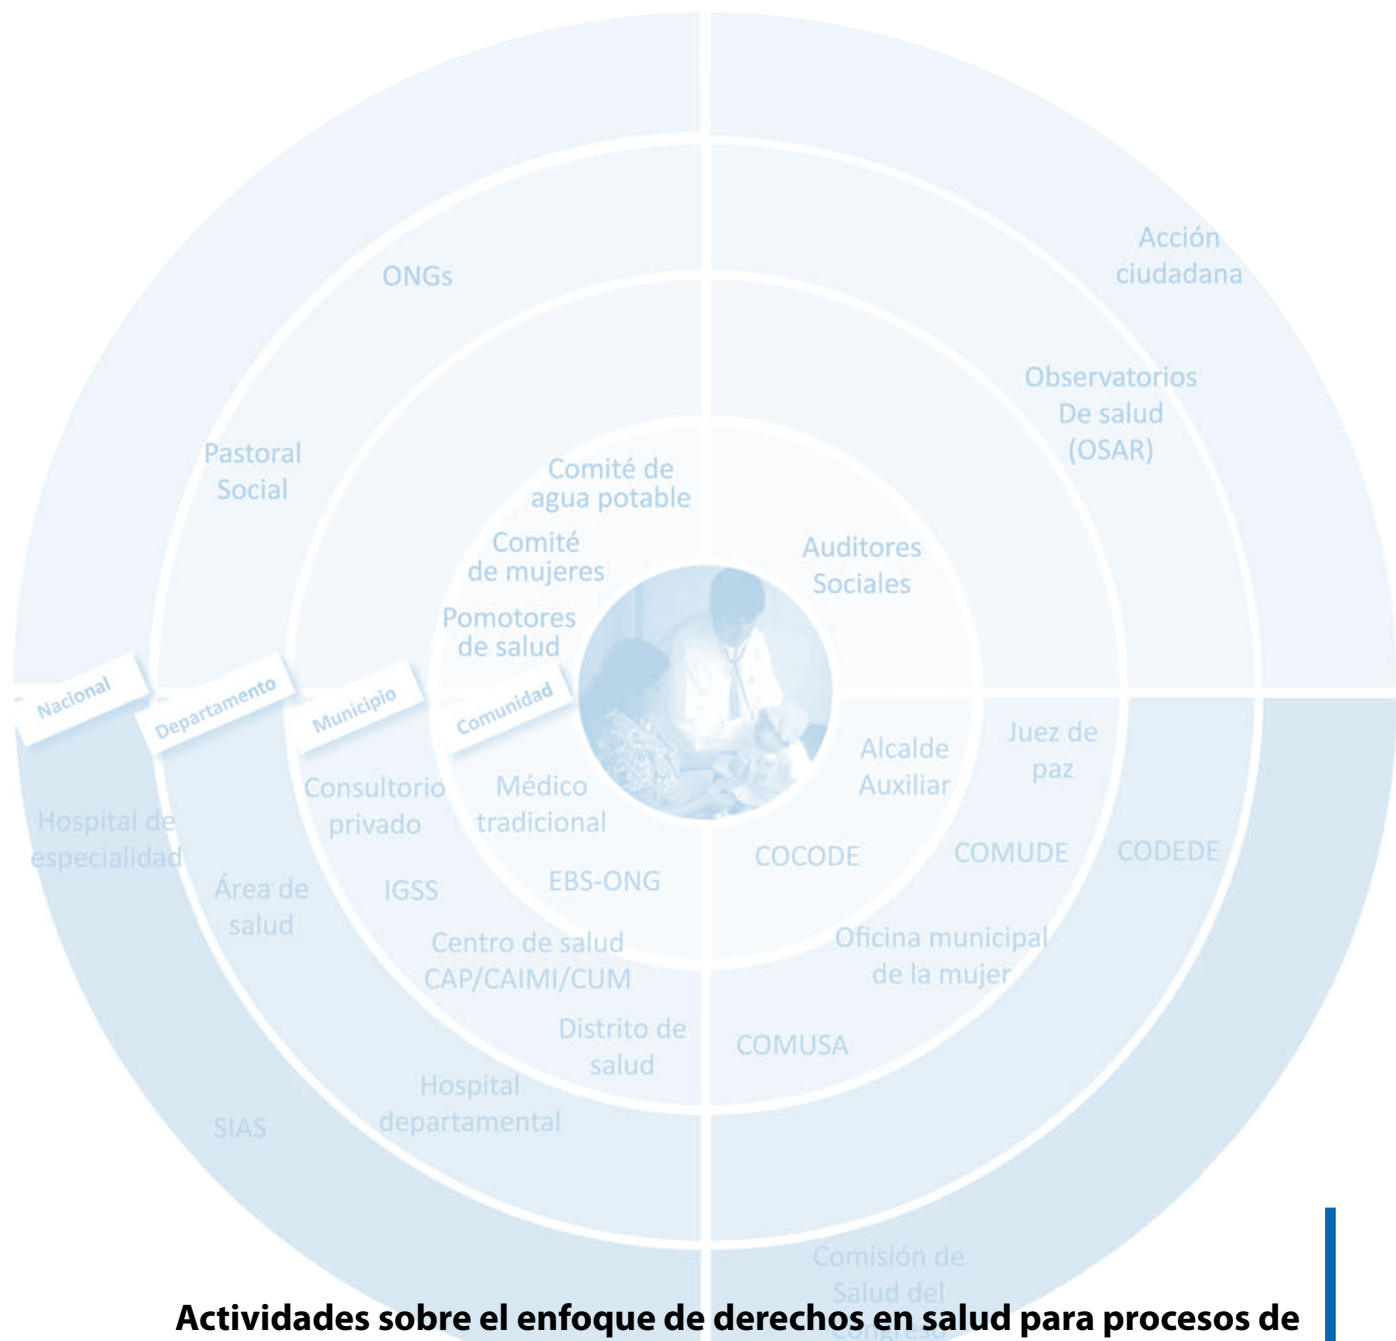 Acción
ciudadana
ONGs
Observatorios
De salud
(OSAR)
Pastoral
Social
Comité de
agua potable
Comité
de mujeres
Auditores
Sociales
Pomotores
de salud
Nacional
Departamento
Municipio
Comunidad
Hospital de
especialidad
Consultorio
privado
Médico
tradicional
Alcalde
Auxiliar
Juez de
paz
Área de
salud
IGSS
EBS-ONG
COCODE
COMUDE
CODEDE
Centro de salud
CAP/CAIMI/CUM
Oficina municipal
de la mujer
Distrito de
salud
COMUSA
Hospital
departamental
SIAS
Comisión de
Salud del
Congreso
Actividades sobre el enfoque de derechos en salud para procesos de